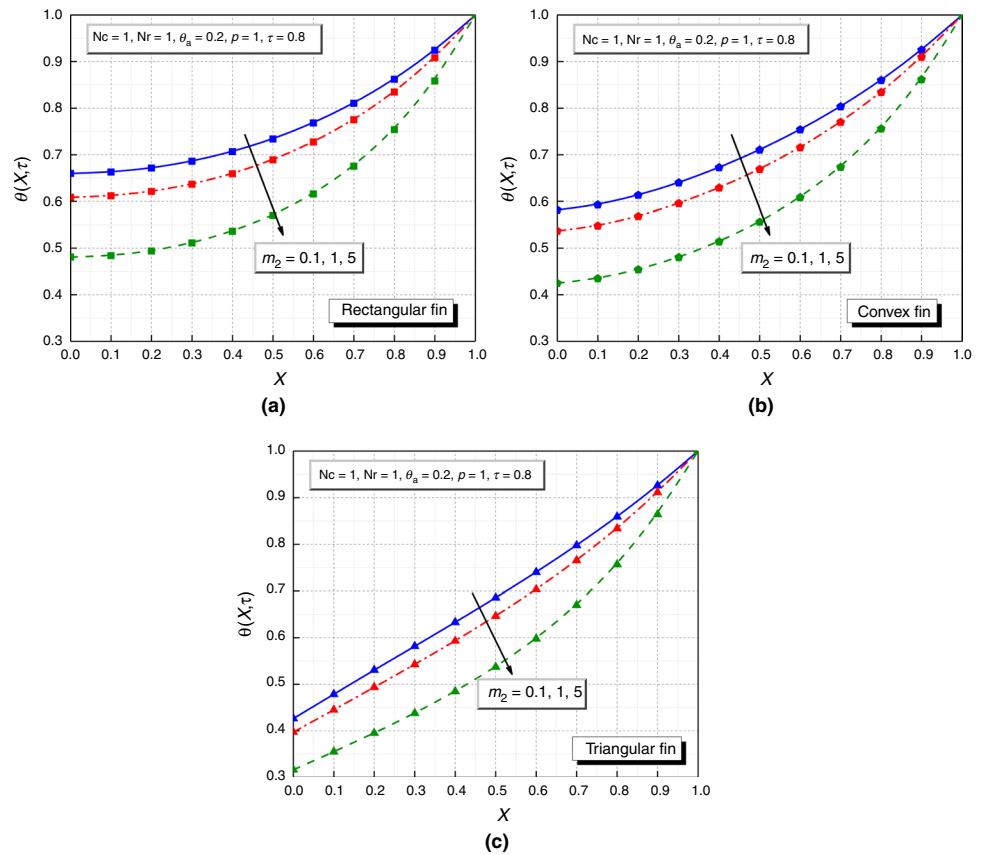 Nc = 1, Nr = 1, θa = 0.2, p = 1, τ = 0.8
1.0
0.9
0.8
0.7
0.6
0.5
0.4
0.3
θ(X,τ)
m2 = 0.1, 1, 5
Rectangular fin
0.0 0.1 0.2 0.3 0.4 0.5 0.6 0.7 0.8 0.9 1.0
X
(a)
Nc = 1, Nr = 1, θa = 0.2, p = 1, τ = 0.8
1.0
0.9
0.8
0.7
0.6
0.5
0.4
0.3
θ(X,τ)
m2 = 0.1, 1, 5
Convex fin
0.0 0.1 0.2 0.3 0.4 0.5 0.6 0.7 0.8 0.9 1.0
X
(b)
Nc = 1, Nr = 1, θa = 0.2, p = 1, τ = 0.8
1.0
0.9
0.8
0.7
0.6
0.5
0.4
0.3
θ(X,τ)
m2 = 0.1, 1, 5
Triangular fin
0.0 0.1 0.2 0.3 0.4 0.5 0.6 0.7 0.8 0.9 1.0
X
(c)